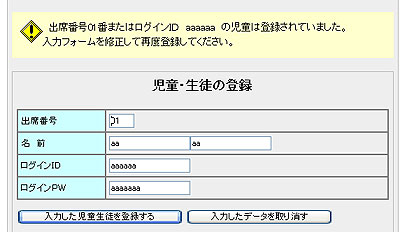 出席番号01番またはログインID aaaaaa の児童は登録されていました。
入力フォームを修正して再度登録してください。
児童・生徒の登録
出席番号 01
名 前 aa aa
ログインID aaaaaa
ログインPW aaaaaaa
入力した児童生徒を登録する 入力したデータを取り消す